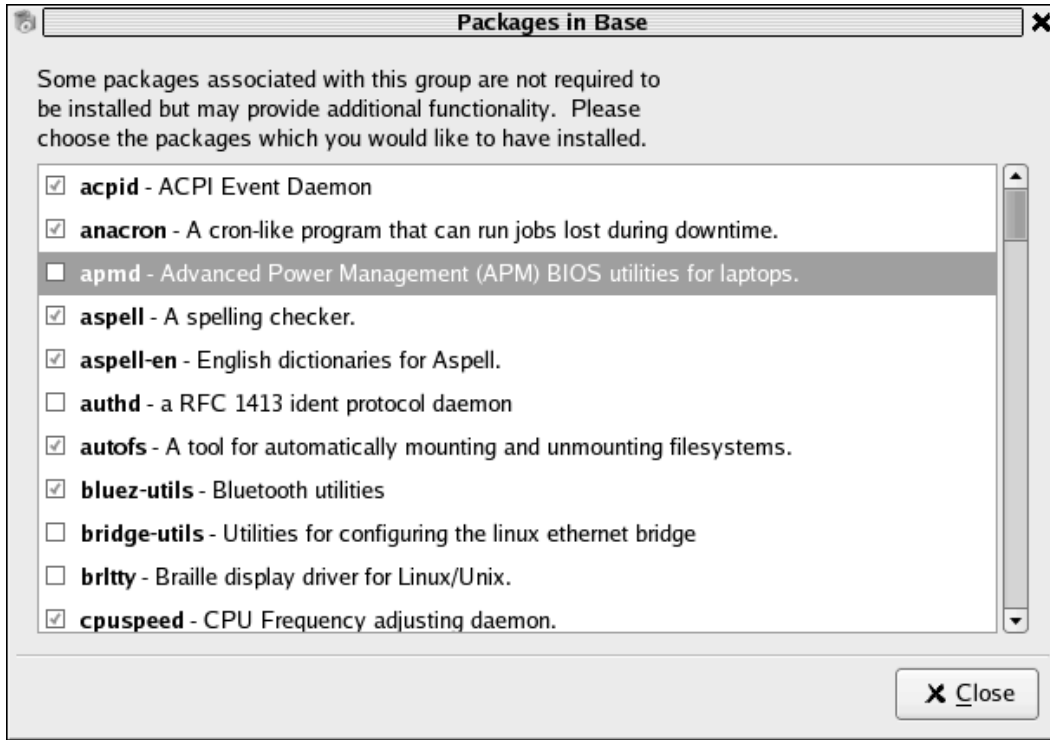 Packages in Base
Some packages associated with this group are not required to
be installed but may provide additional functionality.  Please
choose the packages which you would like to have installed.
acpid - ACPI Event Daemon
anacron - A cron-like program that can run jobs lost during downtime.
apmd - Advanced Power Management (APM) BIOS utilities for laptops.
aspell - A spelling checker.
aspell-en - English dictionaries for Aspell.
authd - a RFC 1413 ident protocol daemon
autofs - A tool for automatically mounting and unmounting filesystems.
bluez-utils - Bluetooth utilities
bridge-utils - Utilities for configuring the linux ethernet bridge
brltty - Braille display driver for Linux/Unix.
cpuspeed - CPU Frequency adjusting daemon.
Close